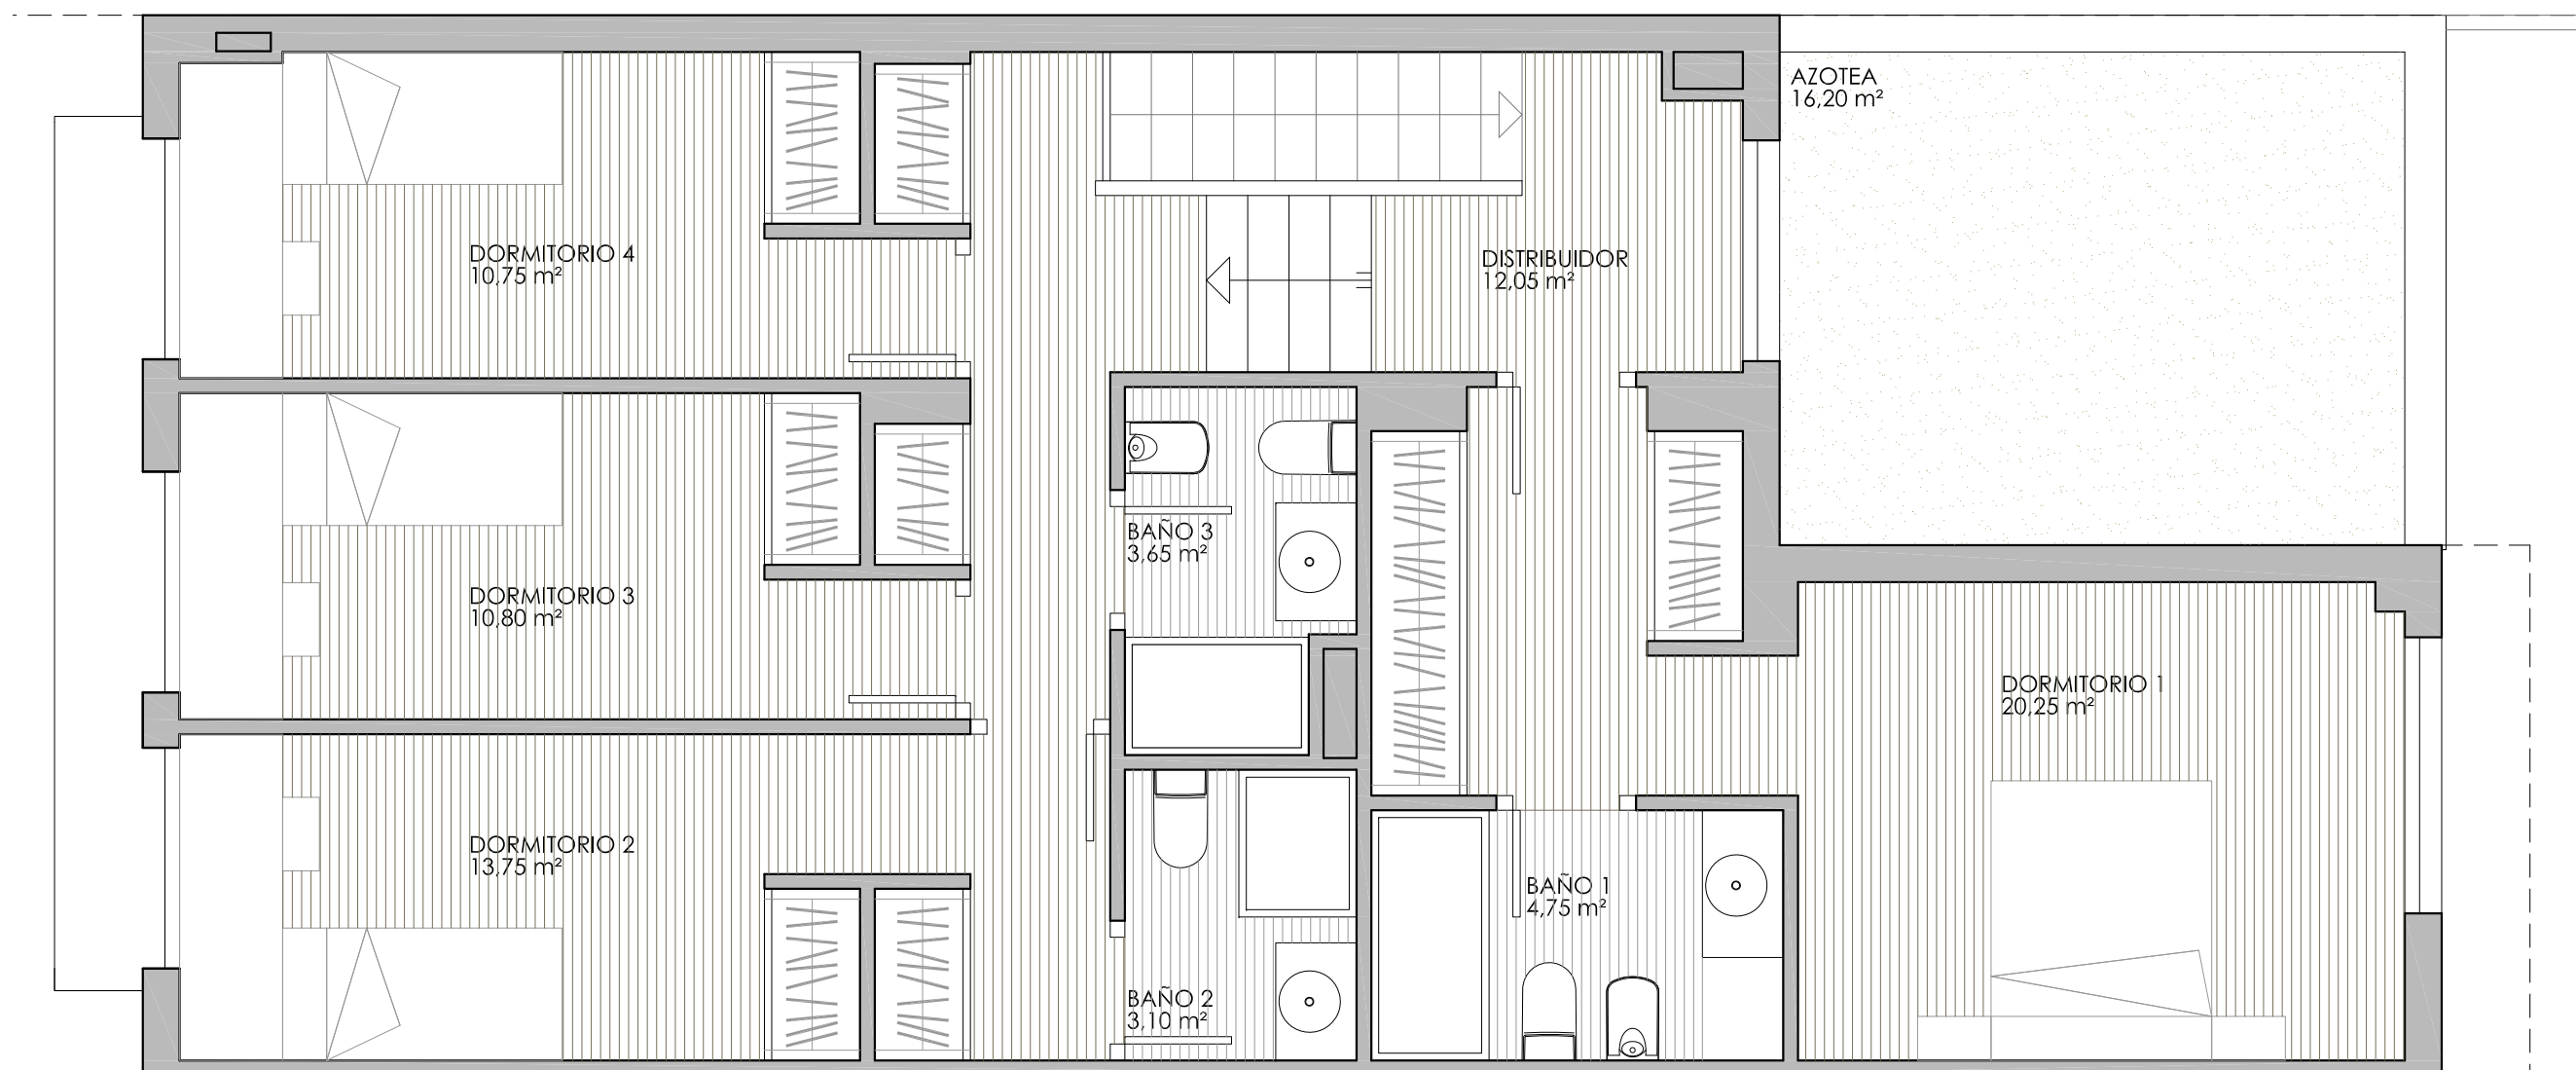 AZOTEA
16,20 m²
DORMITORIO 4
10,75 m²
DISTRIBUIDOR
12,05 m²
BAÑO 3
3,65 m²
DORMITORIO 3
10,80 m²
DORMITORIO 1
20,25 m²
DORMITORIO 2
13,75 m²
BAÑO 1
4,75 m²
BAÑO 2
3,10 m²